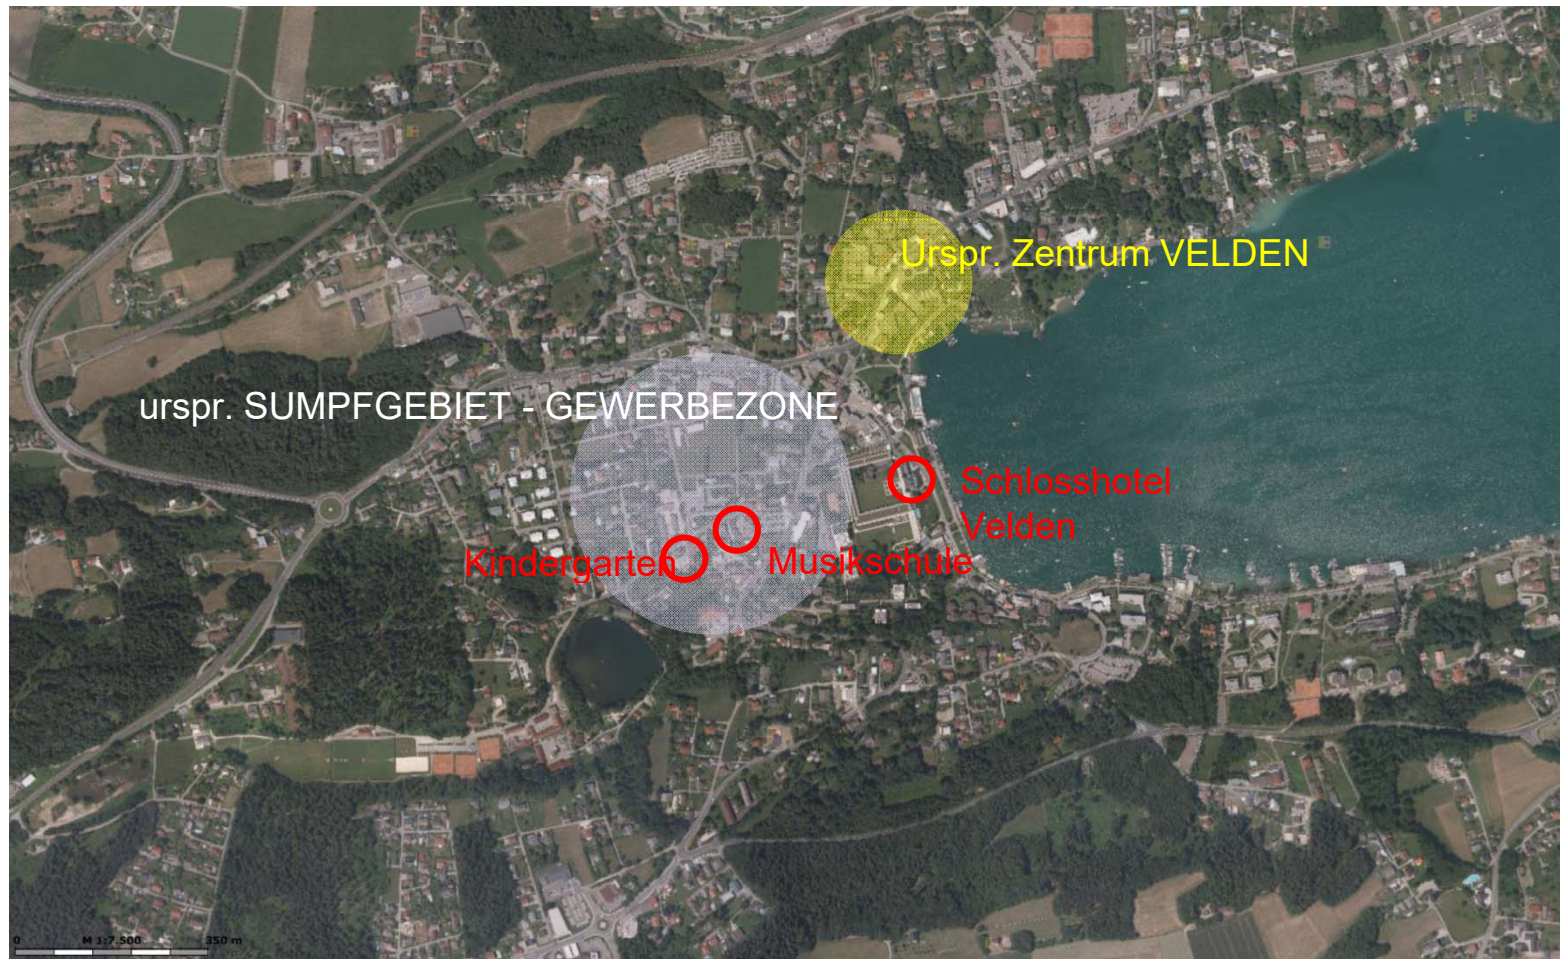 Urspr. Zentrum VELDEN
urspr. SUMPFGEBIET - GEWERBEZONE
Schlosshotel
Velden
Kindergarten
Musikschule
0 M 1:7.500 350 m